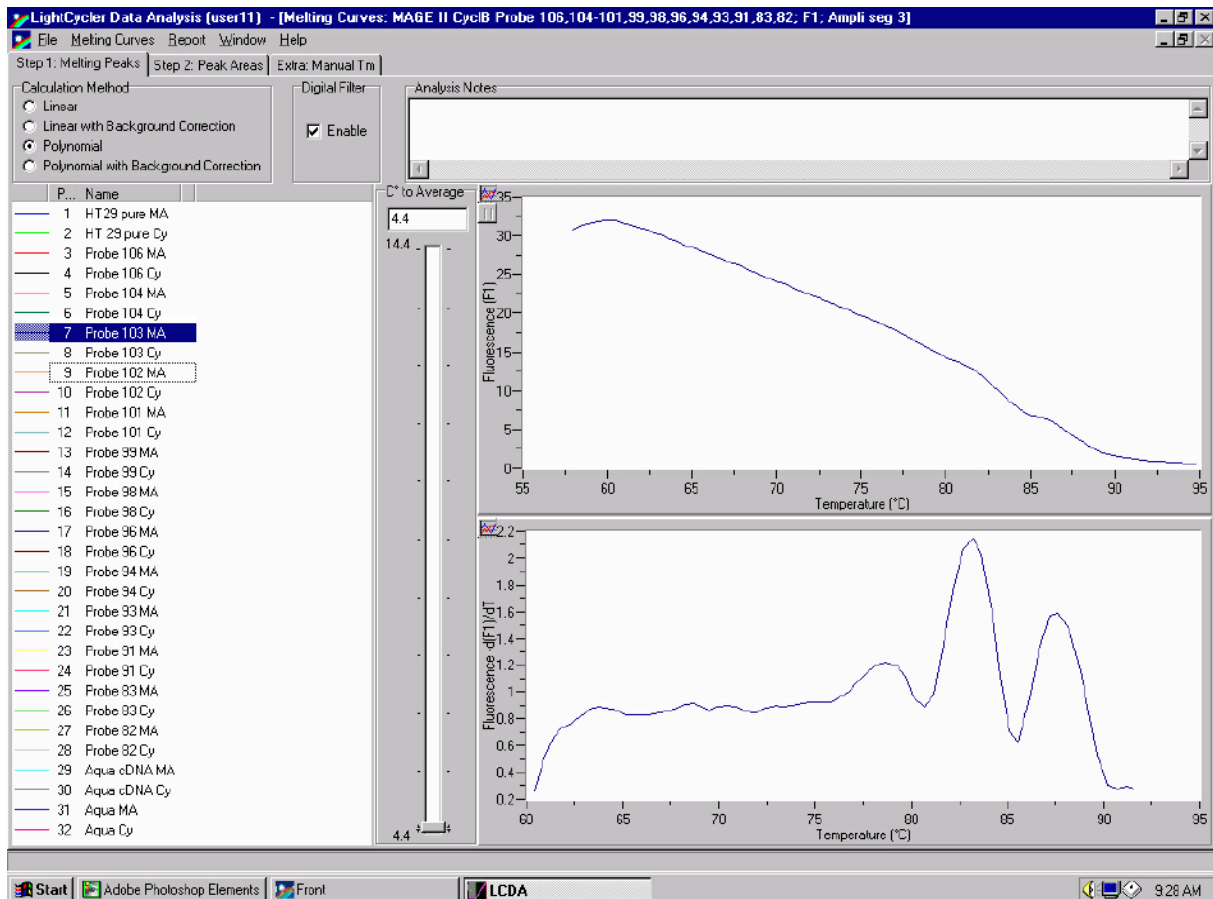 LightCycler Data Analysis (user11) - [Melting Curves: MAGE II CyclB Probe 106,104-101,99,98,96,94,93,91,83,82; F1; Ampli seg 3]
File Melting Curves Report Window Help
Step 1: Melting Peaks Step 2: Peak Areas Extra: Manual Tm
Calculation Method
Linear
Linear with Background Correction
Polynomial
Polynomial with Background Correction
Digital Filter
Enable
Analysis Notes
P... Name
1 HT29 pure MA
2 HT 29 pure Cy
3 Probe 106 MA
4 Probe 106 Cy
5 Probe 104 MA
6 Probe 104 Cy
7 Probe 103 MA
8 Probe 103 Cy
9 Probe 102 MA
10 Probe 102 Cy
11 Probe 101 MA
12 Probe 101 Cy
13 Probe 99 MA
14 Probe 99 Cy
15 Probe 98 MA
16 Probe 98 Cy
17 Probe 96 MA
18 Probe 96 Cy
19 Probe 94 MA
20 Probe 94 Cy
21 Probe 93 MA
22 Probe 93 Cy
23 Probe 91 MA
24 Probe 91 Cy
25 Probe 83 MA
26 Probe 83 Cy
27 Probe 82 MA
28 Probe 82 Cy
29 Aqua cDNA MA
30 Aqua cDNA Cy
31 Aqua MA
32 Aqua Cy
C° to Average
4.4
14.4
4.4
35
30
25
20
15
10
5
0
Fluorescence (F1)
55 60 65 70 75 80 85 90 95
Temperature (°C)
2.2
2
1.8
1.6
1.4
1.2
1
0.8
0.6
0.4
0.2
Fluorescence -d(F1)/dT
60 65 70 75 80 85 90 95
Temperature (°C)
Start Adobe Photoshop Elements Front LCDA 9:28 AM